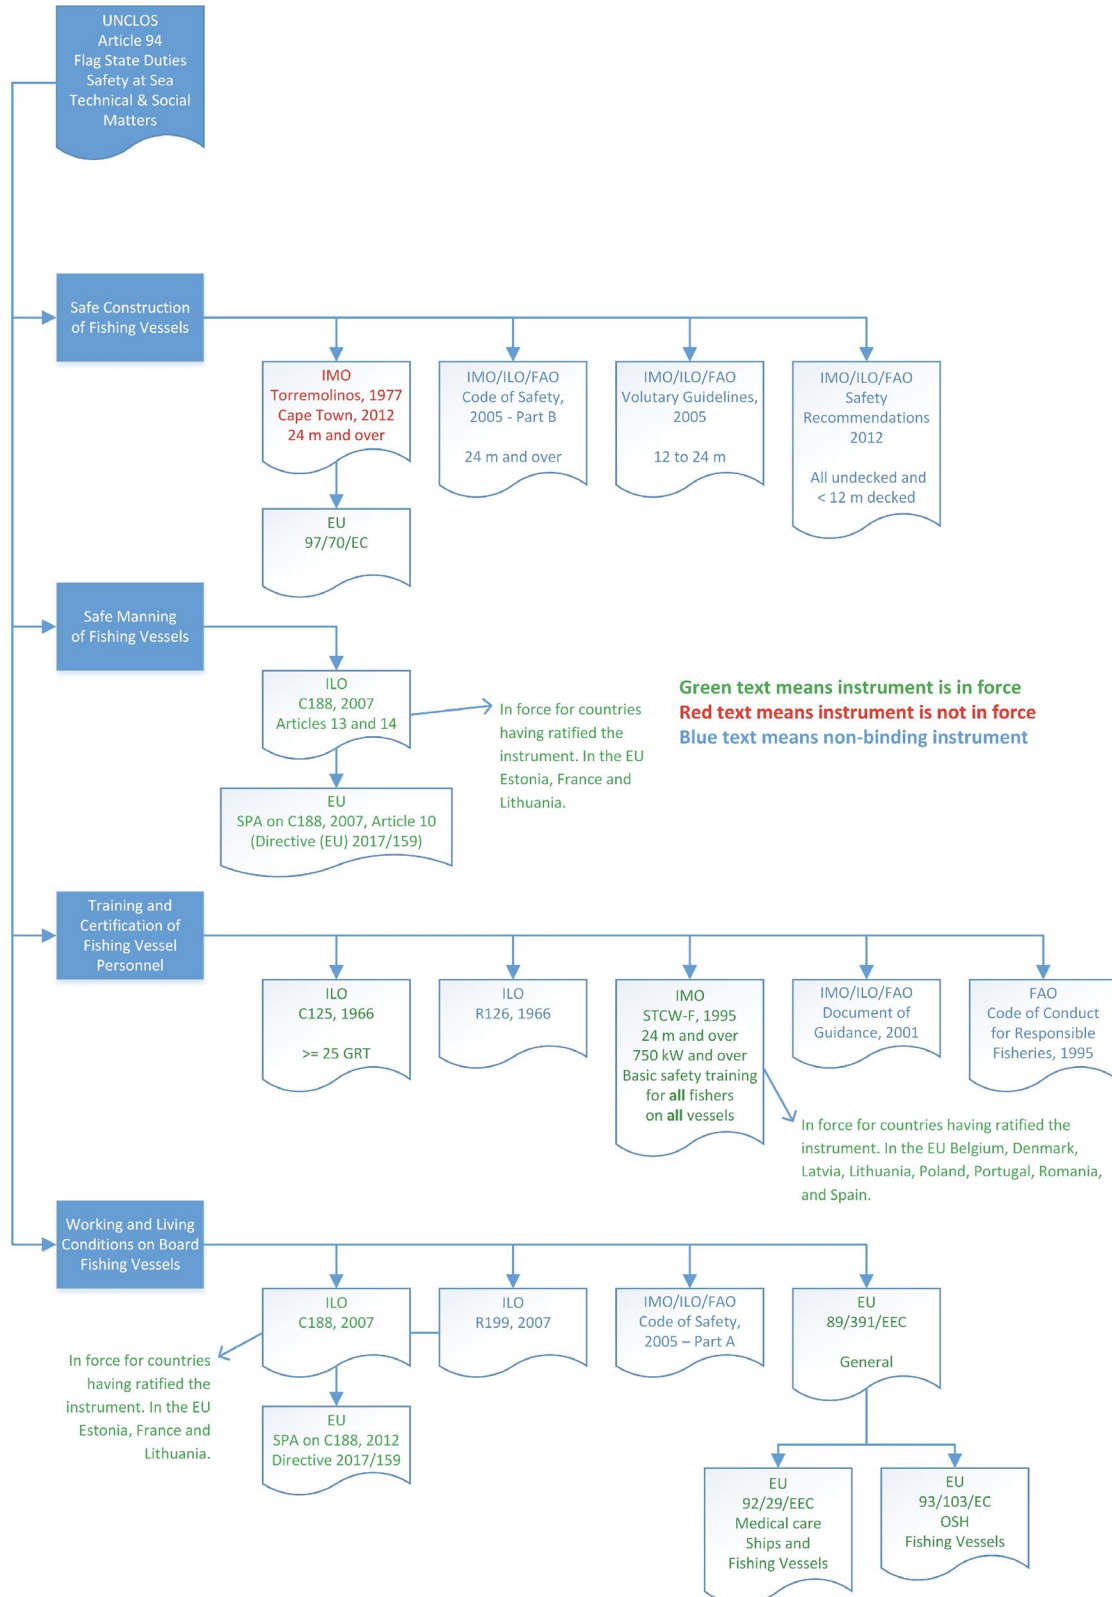 UNCLOS
Article 94
Flag State Duties
Safety at Sea
Technical & Social
Matters
Safe Construction
of Fishing Vessels
IMO
Torremolinos, 1977
Cape Town, 2012
24 m and over
IMO/ILO/FAO
Code of Safety,
2005 - Part B
24 m and over
IMO/ILO/FAO
Volutary Guidelines,
2005
12 to 24 m
IMO/ILO/FAO
Safety
Recommendations
2012
All undecked and
< 12 m decked
EU
97/70/EC
Safe Manning
of Fishing Vessels
ILO
C188, 2007
Articles 13 and 14
In force for countries
having ratified the
instrument. In the EU
Estonia, France and
Lithuania.
Green text means instrument is in force
Red text means instrument is not in force
Blue text means non-binding instrument
EU
SPA on C188, 2007, Article 10
(Directive (EU) 2017/159)
Training and
Certification of
Fishing Vessel
Personnel
ILO
C125, 1966
>= 25 GRT
ILO
R126, 1966
IMO
STCW-F, 1995
24 m and over
750 kW and over
Basic safety training
for all fishers
on all vessels
IMO/ILO/FAO
Document of
Guidance, 2001
FAO
Code of Conduct
for Responsible
Fisheries, 1995
In force for countries having ratified the
instrument. In the EU Belgium, Denmark,
Latvia, Lithuania, Poland, Portugal, Romania,
and Spain.
Working and Living
Conditions on Board
Fishing Vessels
ILO
C188, 2007
ILO
R199, 2007
IMO/ILO/FAO
Code of Safety,
2005 – Part A
EU
89/391/EEC
General
In force for countries
having ratified the
instrument. In the EU
Estonia, France and
Lithuania.
EU
SPA on C188, 2012
Directive 2017/159
EU
92/29/EEC
Medical care
Ships and
Fishing Vessels
EU
93/103/EC
OSH
Fishing Vessels